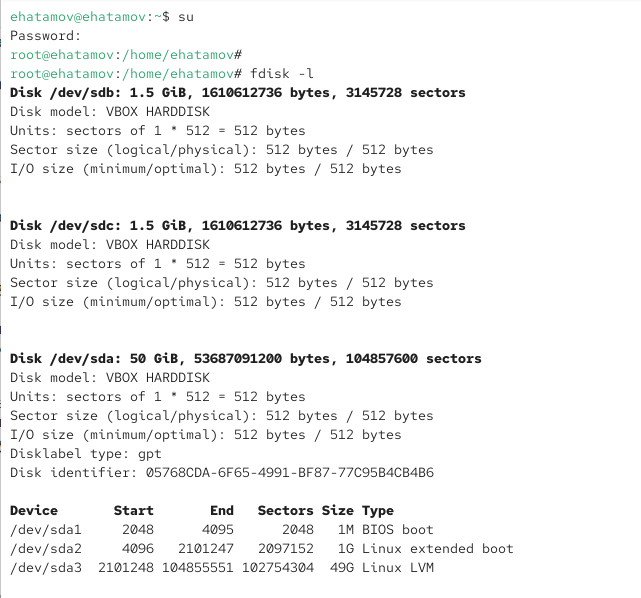 ehatamov@ehatamov:~$ su
Password:
root@ehatamov:/home/ehatamov#
root@ehatamov:/home/ehatamov# fdisk -l
Disk /dev/sdb: 1.5 GiB, 1610612736 bytes, 3145728 sectors
Disk model: VBOX HARDDISK
Units: sectors of 1 * 512 = 512 bytes
Sector size (logical/physical): 512 bytes / 512 bytes
I/O size (minimum/optimal): 512 bytes / 512 bytes
Disk /dev/sdc: 1.5 GiB, 1610612736 bytes, 3145728 sectors
Disk model: VBOX HARDDISK
Units: sectors of 1 * 512 = 512 bytes
Sector size (logical/physical): 512 bytes / 512 bytes
I/O size (minimum/optimal): 512 bytes / 512 bytes
Disk /dev/sda: 50 GiB, 53687091200 bytes, 104857600 sectors
Disk model: VBOX HARDDISK
Units: sectors of 1 * 512 = 512 bytes
Sector size (logical/physical): 512 bytes / 512 bytes
I/O size (minimum/optimal): 512 bytes / 512 bytes
Disklabel type: gpt
Disk identifier: 05768CDA-6F65-4991-BF87-77C95B4CB4B6
Device       Start       End   Sectors Size Type
/dev/sda1     2048      4095      2048   1M BIOS boot
/dev/sda2     4096   2101247   2097152   1G Linux extended boot
/dev/sda3  2101248 104855551 102754304  49G Linux LVM